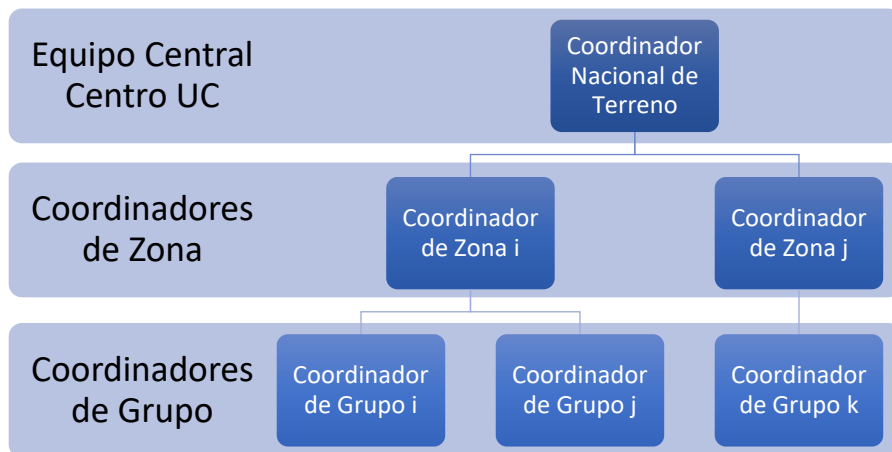 Equipo Central
Centro UC
Coordinador
Nacional de
Terreno
Coordinadores
de Zona
Coordinador
de Zona i
Coordinador
de Zona j
Coordinadores
de Grupo
Coordinador
de Grupo i
Coordinador
de Grupo j
Coordinador
de Grupo k